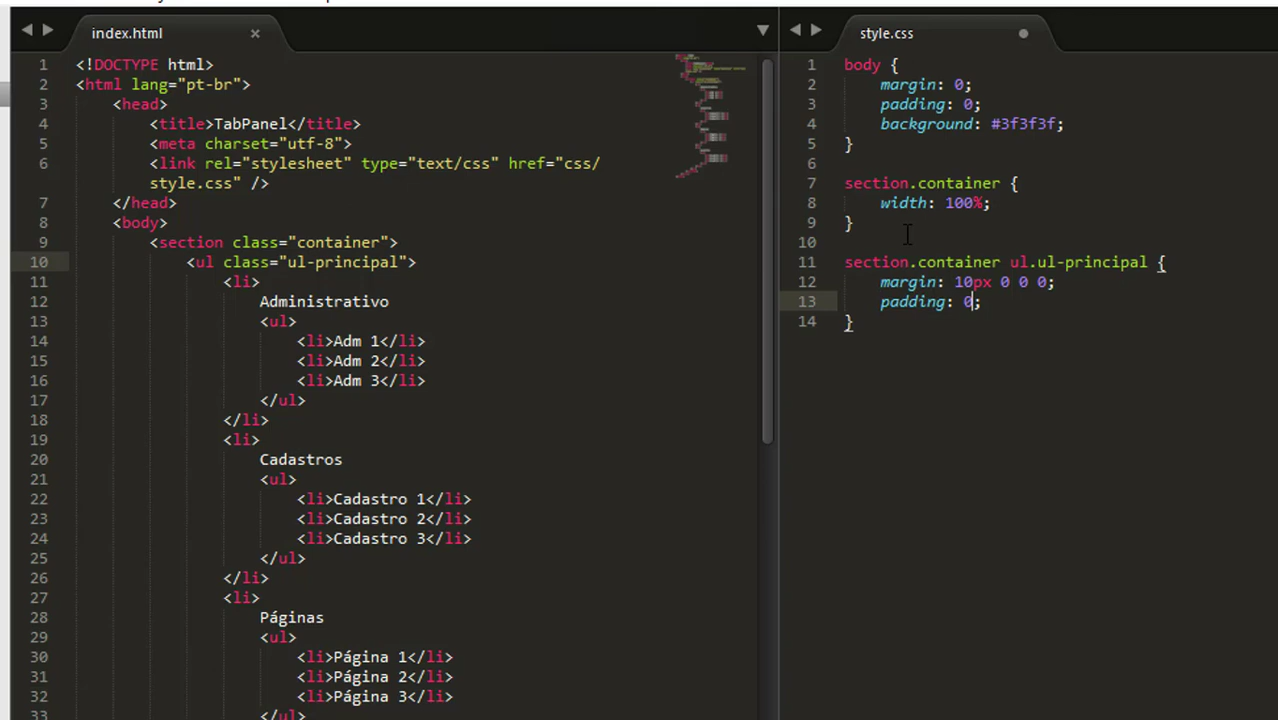 index.html
1 <!DOCTYPE html>
2 <html lang="pt-br">
3 <head>
4 <title>TabPanel</title>
5 <meta charset="utf-8">
6 <link rel="stylesheet" type="text/css" href="css/
style.css" />
7 </head>
8 <body>
9 <section class="container">
10 <ul class="ul-principal">
11 <li>
12 Administrativo
13 <ul>
14 <li>Adm 1</li>
15 <li>Adm 2</li>
16 <li>Adm 3</li>
17 </ul>
18 </li>
19 <li>
20 Cadastros
21 <ul>
22 <li>Cadastro 1</li>
23 <li>Cadastro 2</li>
24 <li>Cadastro 3</li>
25 </ul>
26 </li>
27 <li>
28 Páginas
29 <ul>
30 <li>Página 1</li>
31 <li>Página 2</li>
32 <li>Página 3</li>
33 </ul>
style.css
1 body {
2 margin: 0;
3 padding: 0;
4 background: #3f3f3f;
5 }
6
7 section.container {
8 width: 100%;
9 }
10
11 section.container ul.ul-principal {
12 margin: 10px 0 0 0;
13 padding: 0;
14 }